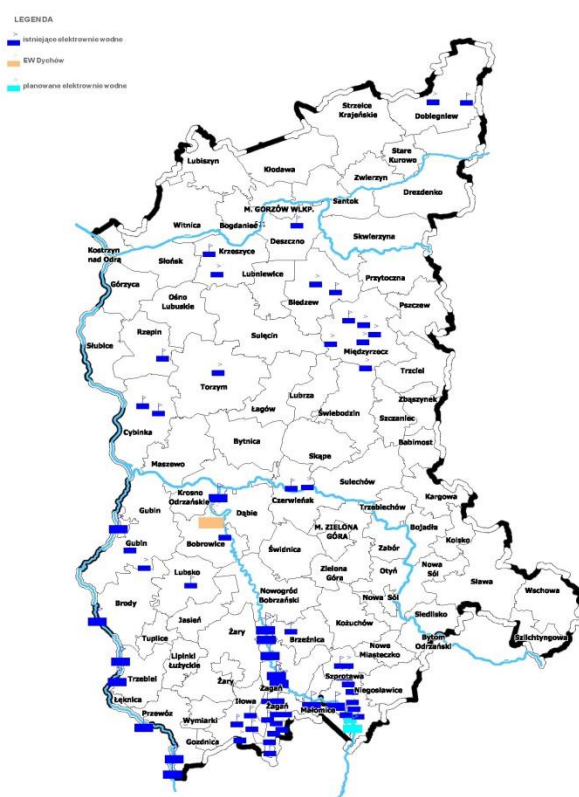 LEGENDA
istniejące elektrownie wodne
EW Dychów
planowane elektrownie wodne
Strzelce
Krajeńskie
Dobiegniew
Lubiszyn
Kłodawa
Stare
Kurowo
Zwierzyn
Drezdenko
Santok
M. GORZÓW WLKP.
Witnica
Bogdaniec
Deszczno
Skwierzyna
Kostrzyn
nad Odrą
Słońsk
Krzeszyce
Lubniewice
Przytoczna
Górzyca
Ośno
Lubuskie
Bledzew
Pszczew
Rzepin
Sulęcin
Międzyrzecz
Słubice
Trzciel
Torzym
Lubrza
Zbąszynek
Łagów
Świebodzin
Szczaniec
Cybinka
Babimost
Bytnica
Skąpe
Maszewo
Sulechów
Krosno
Odrzańskie
Czerwieńsk
Kargowa
Trzebiechów
Gubin
Dąbie
Bojadła
M. ZIELONA
GÓRA
Kolsko
Gubin
Bobrowice
Świdnica
Zabór
Nowa
Sól
Lubsko
Zielona
Góra
Otyń
Sława
Wschowa
Brody
Nowogród
Bobrzański
Nowa Sól
Jasień
Kożuchów
Siedlisko
Szlichtyngowa
Tuplice
Żary
Brzeźnica
Nowe
Miasteczko
Bytom
Odrzański
Lipinki
Łużyckie
Trzebiel
Żary
Żagań
Szprotawa
Niegosławice
Łęknica
Iłowa
Żagań
Małomice
Przewóz
Wymiarki
Gozdnica